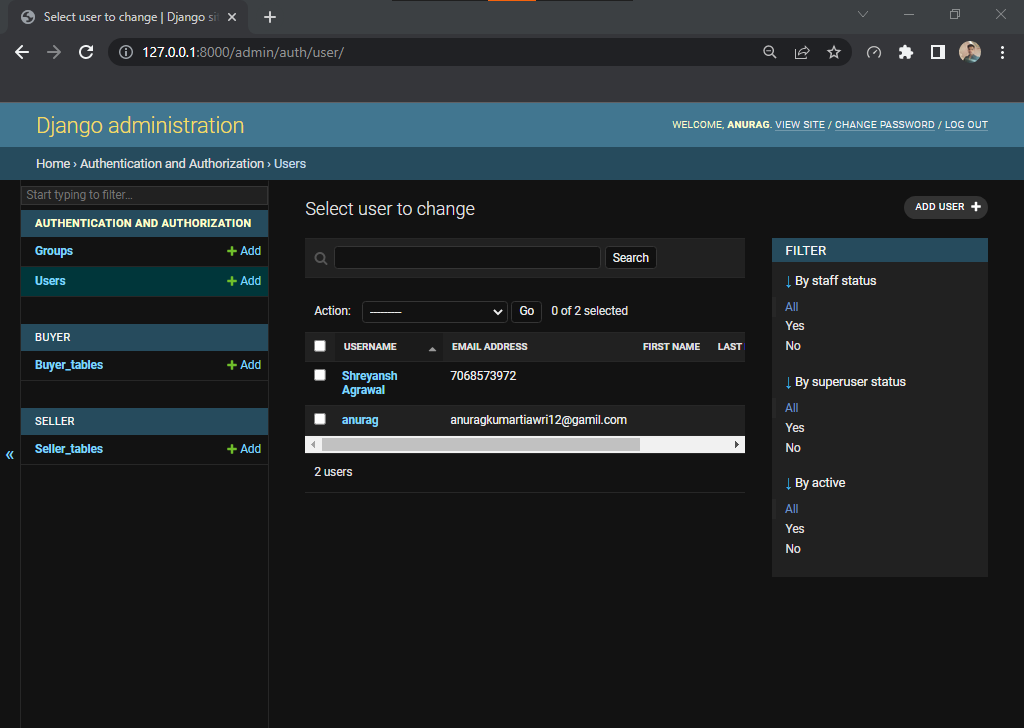 Select user to change | Django si
127.0.0.1:8000/admin/auth/user/
Django administration
WELCOME, ANURAG. VIEW SITE / CHANGE PASSWORD / LOG OUT
Home › Authentication and Authorization › Users
Start typing to filter...
AUTHENTICATION AND AUTHORIZATION
Groups + Add
Users + Add
BUYER
Buyer_tables + Add
SELLER
Seller_tables + Add
«
Select user to change
ADD USER +
Search
Action: --------- Go 0 of 2 selected
USERNAME EMAIL ADDRESS FIRST NAME LAST
Shreyansh Agrawal 7068573972
anurag anuragkumartiawri12@gamil.com
2 users
FILTER
↓ By staff status
All
Yes
No
↓ By superuser status
All
Yes
No
↓ By active
All
Yes
No